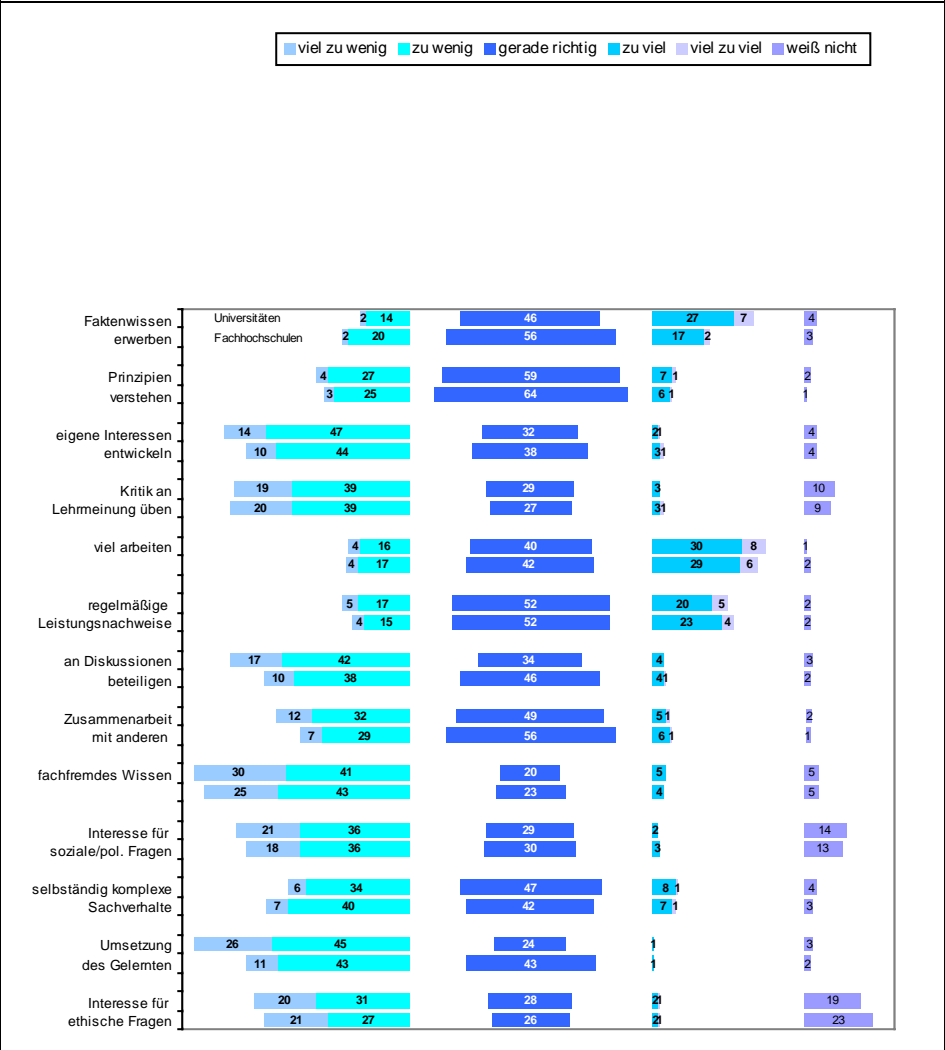 viel zu wenig zu wenig gerade richtig zu viel viel zu viel weiß nicht
Faktenwissen Universitäten 2 14 46 27 7 4
erwerben Fachhochschulen 2 20 56 17 2 3
Prinzipien 4 27 59 7 1 2
verstehen 3 25 64 6 1 1
eigene Interessen 14 47 32 2 1 4
entwickeln 10 44 38 3 1 4
Kritik an 19 39 29 3 10
Lehrmeinung üben 20 39 27 3 1 9
viel arbeiten 4 16 40 30 8 1
4 17 42 29 6 2
regelmäßige 5 17 52 20 5 2
Leistungsnachweise 4 15 52 23 4 2
an Diskussionen 17 42 34 4 3
beteiligen 10 38 46 4 1 2
Zusammenarbeit 12 32 49 5 1 2
mit anderen 7 29 56 6 1 1
fachfremdes Wissen 30 41 20 5 5
25 43 23 4 5
Interesse für 21 36 29 2 14
soziale/pol. Fragen 18 36 30 3 13
selbständig komplexe 6 34 47 8 1 4
Sachverhalte 7 40 42 7 1 3
Umsetzung 26 45 24 1 3
des Gelernten 11 43 43 1 2
Interesse für 20 31 28 2 1 19
ethische Fragen 21 27 26 2 1 23